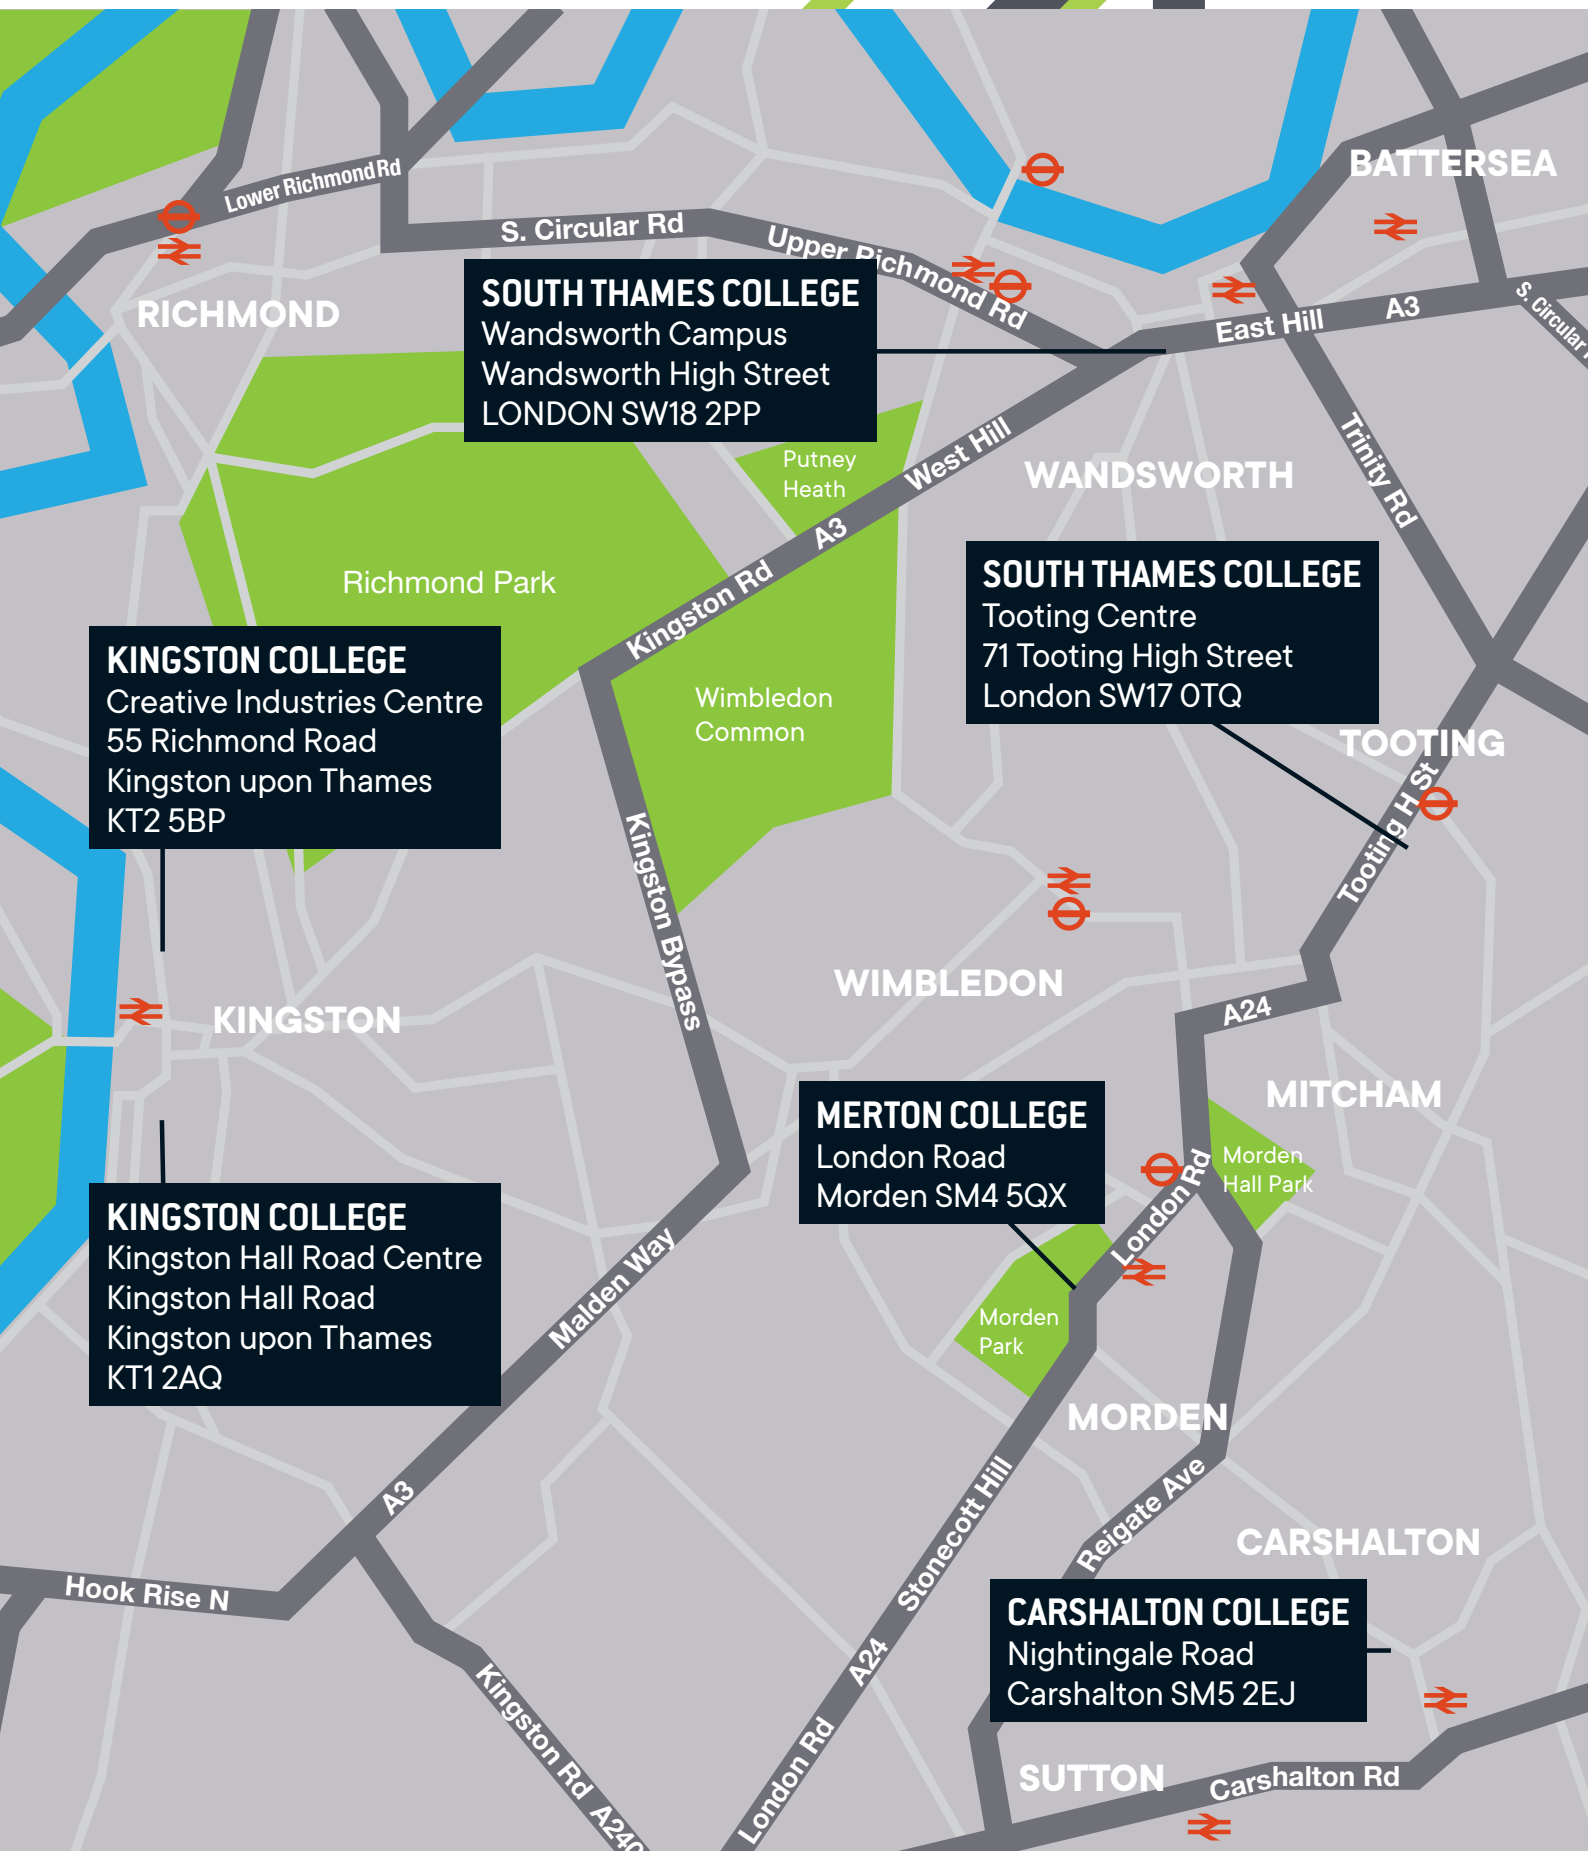 BATTERSEA
Lower Richmond Rd
S. Circular Rd
Upper Richmond Rd
RICHMOND
SOUTH THAMES COLLEGE
Wandsworth Campus
Wandsworth High Street
LONDON SW18 2PP
East Hill
A3
S. Circular
Putney
Heath
West Hill
A3
Kingston Rd
WANDSWORTH
Trinity Rd
Richmond Park
SOUTH THAMES COLLEGE
Tooting Centre
71 Tooting High Street
London SW17 0TQ
KINGSTON COLLEGE
Creative Industries Centre
55 Richmond Road
Kingston upon Thames
KT2 5BP
Wimbledon
Common
TOOTING
Tooting H St
Kingston Bypass
WIMBLEDON
KINGSTON
A24
MITCHAM
MERTON COLLEGE
London Road
Morden SM4 5QX
Morden
Hall Park
London Rd
KINGSTON COLLEGE
Kingston Hall Road Centre
Kingston Hall Road
Kingston upon Thames
KT1 2AQ
Malden Way
Morden
Park
MORDEN
A3
Stonecott Hill
Reigate Ave
CARSHALTON
Hook Rise N
CARSHALTON COLLEGE
Nightingale Road
Carshalton SM5 2EJ
A24
Kingston Rd
A240
London Rd
SUTTON
Carshalton Rd